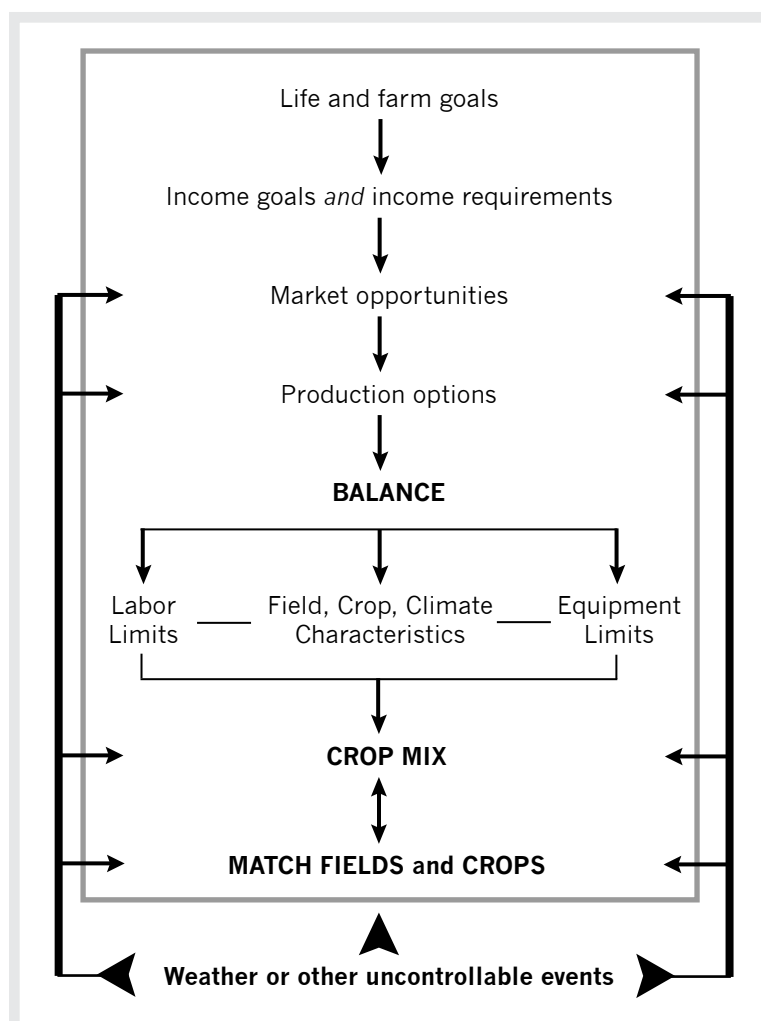 Life and farm goals
Income goals and income requirements
Market opportunities
Production options
BALANCE
Labor
Limits
Field, Crop, Climate
Characteristics
Equipment
Limits
CROP MIX
MATCH FIELDS and CROPS
Weather or other uncontrollable events